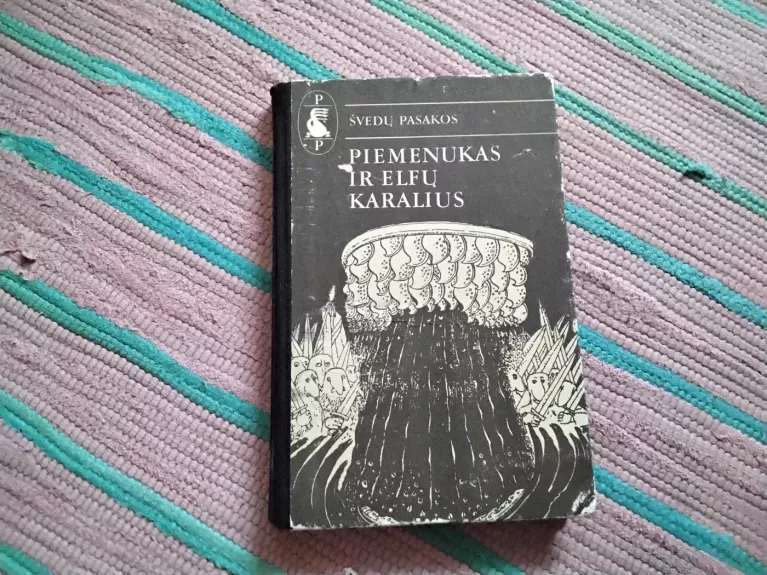 P
P
ŠVEDŲ PASAKOS
PIEMENUKAS
IR ELFŲ
KARALIUS